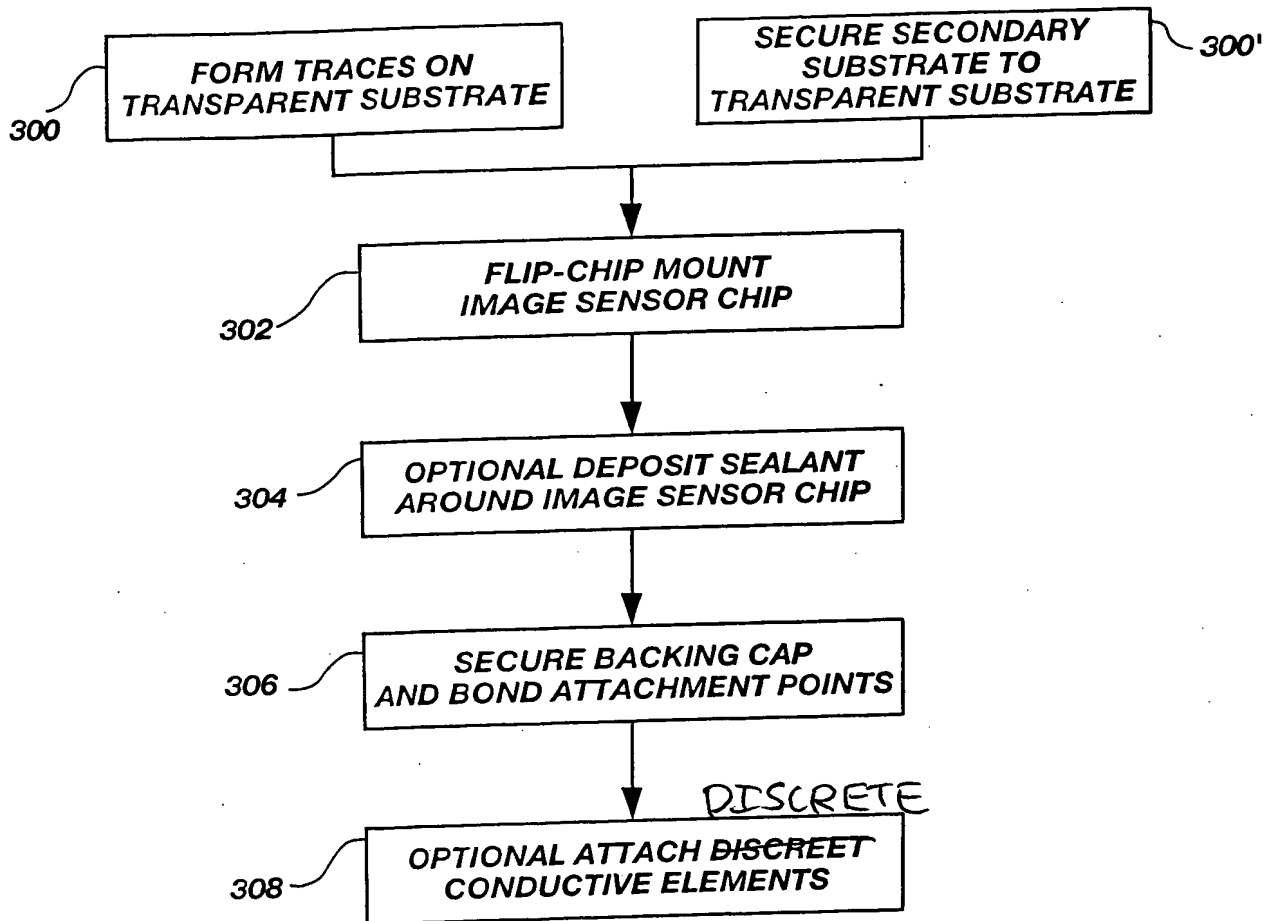 300
FORM TRACES ON
TRANSPARENT SUBSTRATE
SECURE SECONDARY
SUBSTRATE TO
TRANSPARENT SUBSTRATE
300'
302
FLIP-CHIP MOUNT
IMAGE SENSOR CHIP
304
OPTIONAL DEPOSIT SEALANT
AROUND IMAGE SENSOR CHIP
306
SECURE BACKING CAP
AND BOND ATTACHMENT POINTS
DISCRETE
308
OPTIONAL ATTACH DISCREET
CONDUCTIVE ELEMENTS